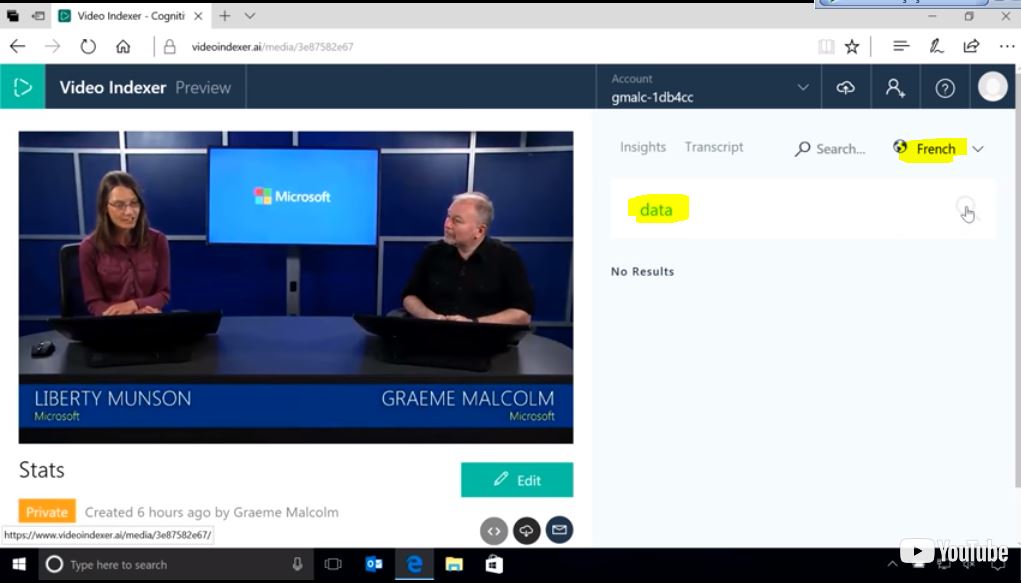 Video Indexer - Cogniti
videoindexer.ai/media/3e87582e67
Video Indexer Preview
Account
gmalc-1db4cc
Insights Transcript Search... French
data
No Results
Microsoft
LIBERTY MUNSON GRAEME MALCOLM
Microsoft Microsoft
Stats
Edit
Private Created 6 hours ago by Graeme Malcolm
https://www.videoindexer.ai/media/3e87582e67/
Type here to search
YouTube